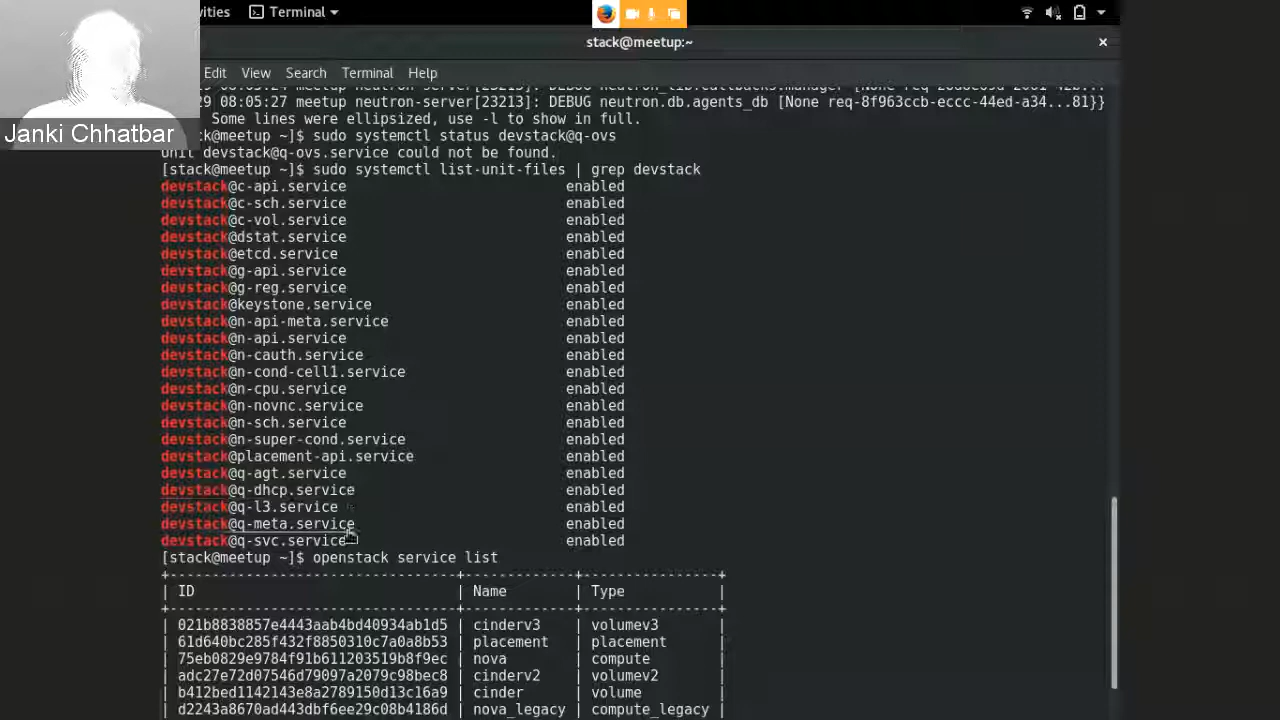 vities Terminal
stack@meetup:~
Edit View Search Terminal Help
Janki Chhatbar
29 08:05:27 meetup neutron-server[23213]: DEBUG neutron.db.agents_db [None req-8f963ccb-eccc-44ed-a34...81}}
Some lines were ellipsized, use -l to show in full.
~]$ sudo systemctl status devstack@q-ovs
Unit devstack@q-ovs.service could not be found.
[stack@meetup ~]$ sudo systemctl list-unit-files | grep devstack
devstack@c-api.service enabled
devstack@c-sch.service enabled
devstack@c-vol.service enabled
devstack@dstat.service enabled
devstack@etcd.service enabled
devstack@g-api.service enabled
devstack@g-reg.service enabled
devstack@keystone.service enabled
devstack@n-api-meta.service enabled
devstack@n-api.service enabled
devstack@n-cauth.service enabled
devstack@n-cond-cell1.service enabled
devstack@n-cpu.service enabled
devstack@n-novnc.service enabled
devstack@n-sch.service enabled
devstack@n-super-cond.service enabled
devstack@placement-api.service enabled
devstack@q-agt.service enabled
devstack@q-dhcp.service enabled
devstack@q-l3.service enabled
devstack@q-meta.service enabled
devstack@q-svc.service enabled
[stack@meetup ~]$ openstack service list
+----------------------------------+-------------+----------------+
| ID | Name | Type |
+----------------------------------+-------------+----------------+
| 021b8838857e4443aab4bd40934ab1d5 | cinderv3 | volumev3 |
| 61d640bc285f432f8850310c7a0a8b53 | placement | placement |
| 75eb0829e9784f91b611203519b8f9ec | nova | compute |
| adc27e72d07546d79097a2079c98bec8 | cinderv2 | volumev2 |
| b412bed1142143e8a2789150d13c16a9 | cinder | volume |
| d2243a8670ad443dbf6ee29c08b4186d | nova_legacy | compute_legacy |